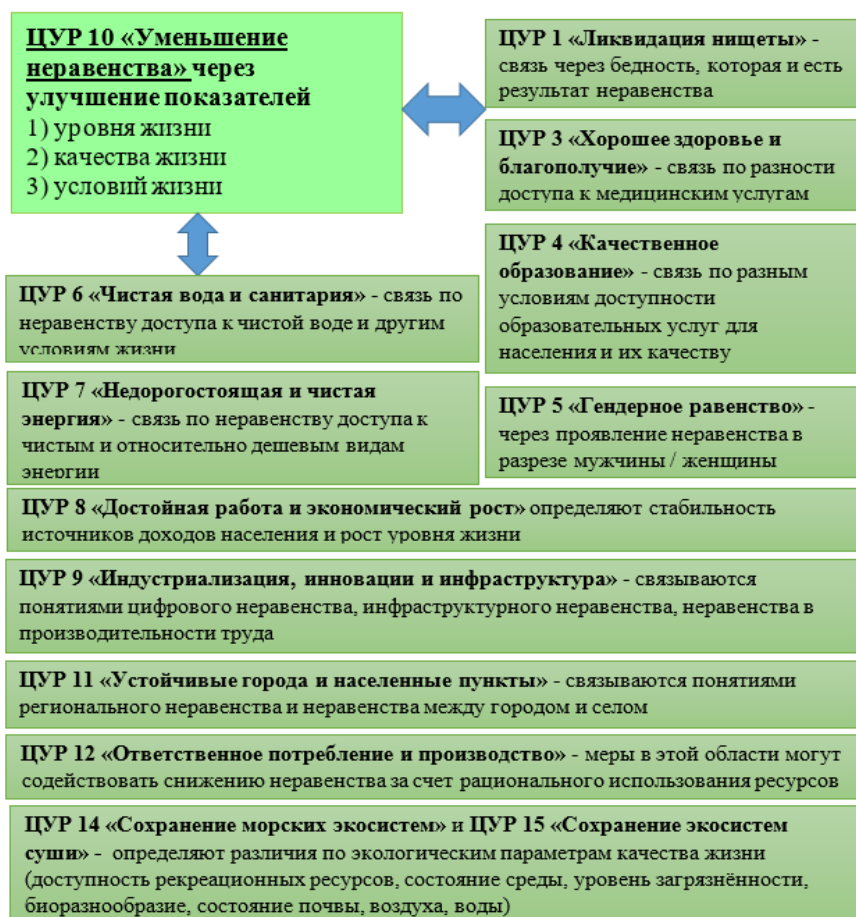 ЦУР 10 «Уменьшение
неравенства» через
улучшение показателей
1) уровня жизни
2) качества жизни
3) условий жизни
ЦУР 1 «Ликвидация нищеты» -
связь через бедность, которая и есть
результат неравенства
ЦУР 3 «Хорошее здоровье и
благополучие» - связь по разности
доступа к медицинским услугам
ЦУР 4 «Качественное
образование» - связь по разным
условиям доступности
образовательных услуг для
населения и их качеству
ЦУР 5 «Гендерное равенство» -
через проявление неравенства в
разрезе мужчины / женщины
ЦУР 6 «Чистая вода и санитария» - связь по
неравенству доступа к чистой воде и другим
условиям жизни
ЦУР 7 «Недорогостоящая и чистая
энергия» - связь по неравенству доступа к
чистым и относительно дешевым видам
энергии
ЦУР 8 «Достойная работа и экономический рост» определяют стабильность
источников доходов населения и рост уровня жизни
ЦУР 9 «Индустриализация, инновации и инфраструктура» - связываются
понятиями цифрового неравенства, инфраструктурного неравенства, неравенства в
производительности труда
ЦУР 11 «Устойчивые города и населенные пункты» - связываются понятиями
регионального неравенства и неравенства между городом и селом
ЦУР 12 «Ответственное потребление и производство» - меры в этой области могут
содействовать снижению неравенства за счет рационального использования ресурсов
ЦУР 14 «Сохранение морских экосистем» и ЦУР 15 «Сохранение экосистем
суши» - определяют различия по экологическим параметрам качества жизни
(доступность рекреационных ресурсов, состояние среды, уровень загрязнённости,
биоразнообразие, состояние почвы, воздуха, воды)